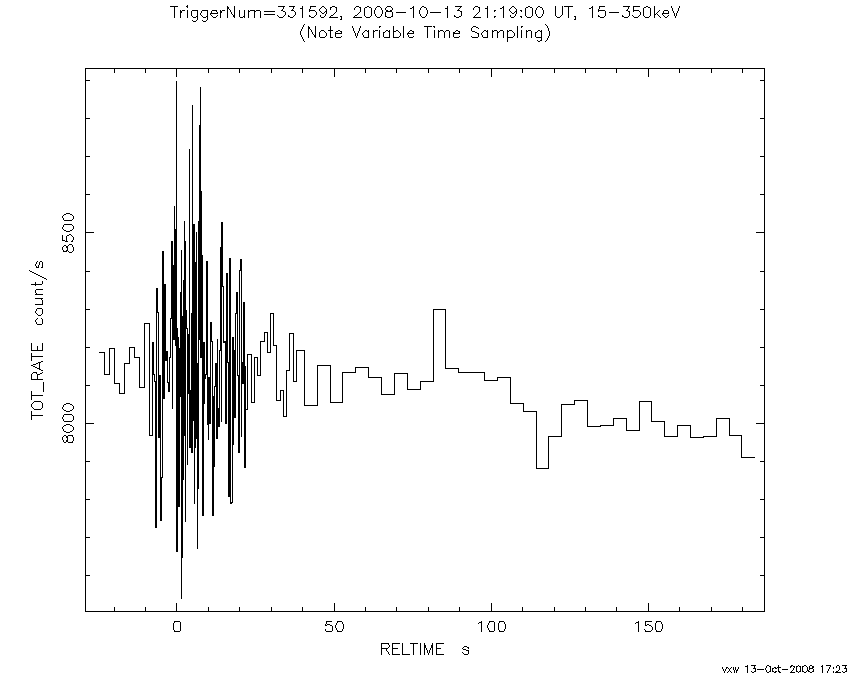 TriggerNum=331592, 2008-10-13 21:19:00 UT, 15-350keV
(Note Variable Time Sampling)
TOT_RATE count/s
8500
8000
0 50 100 150
RELTIME s
vxw 13-Oct-2008 17:23